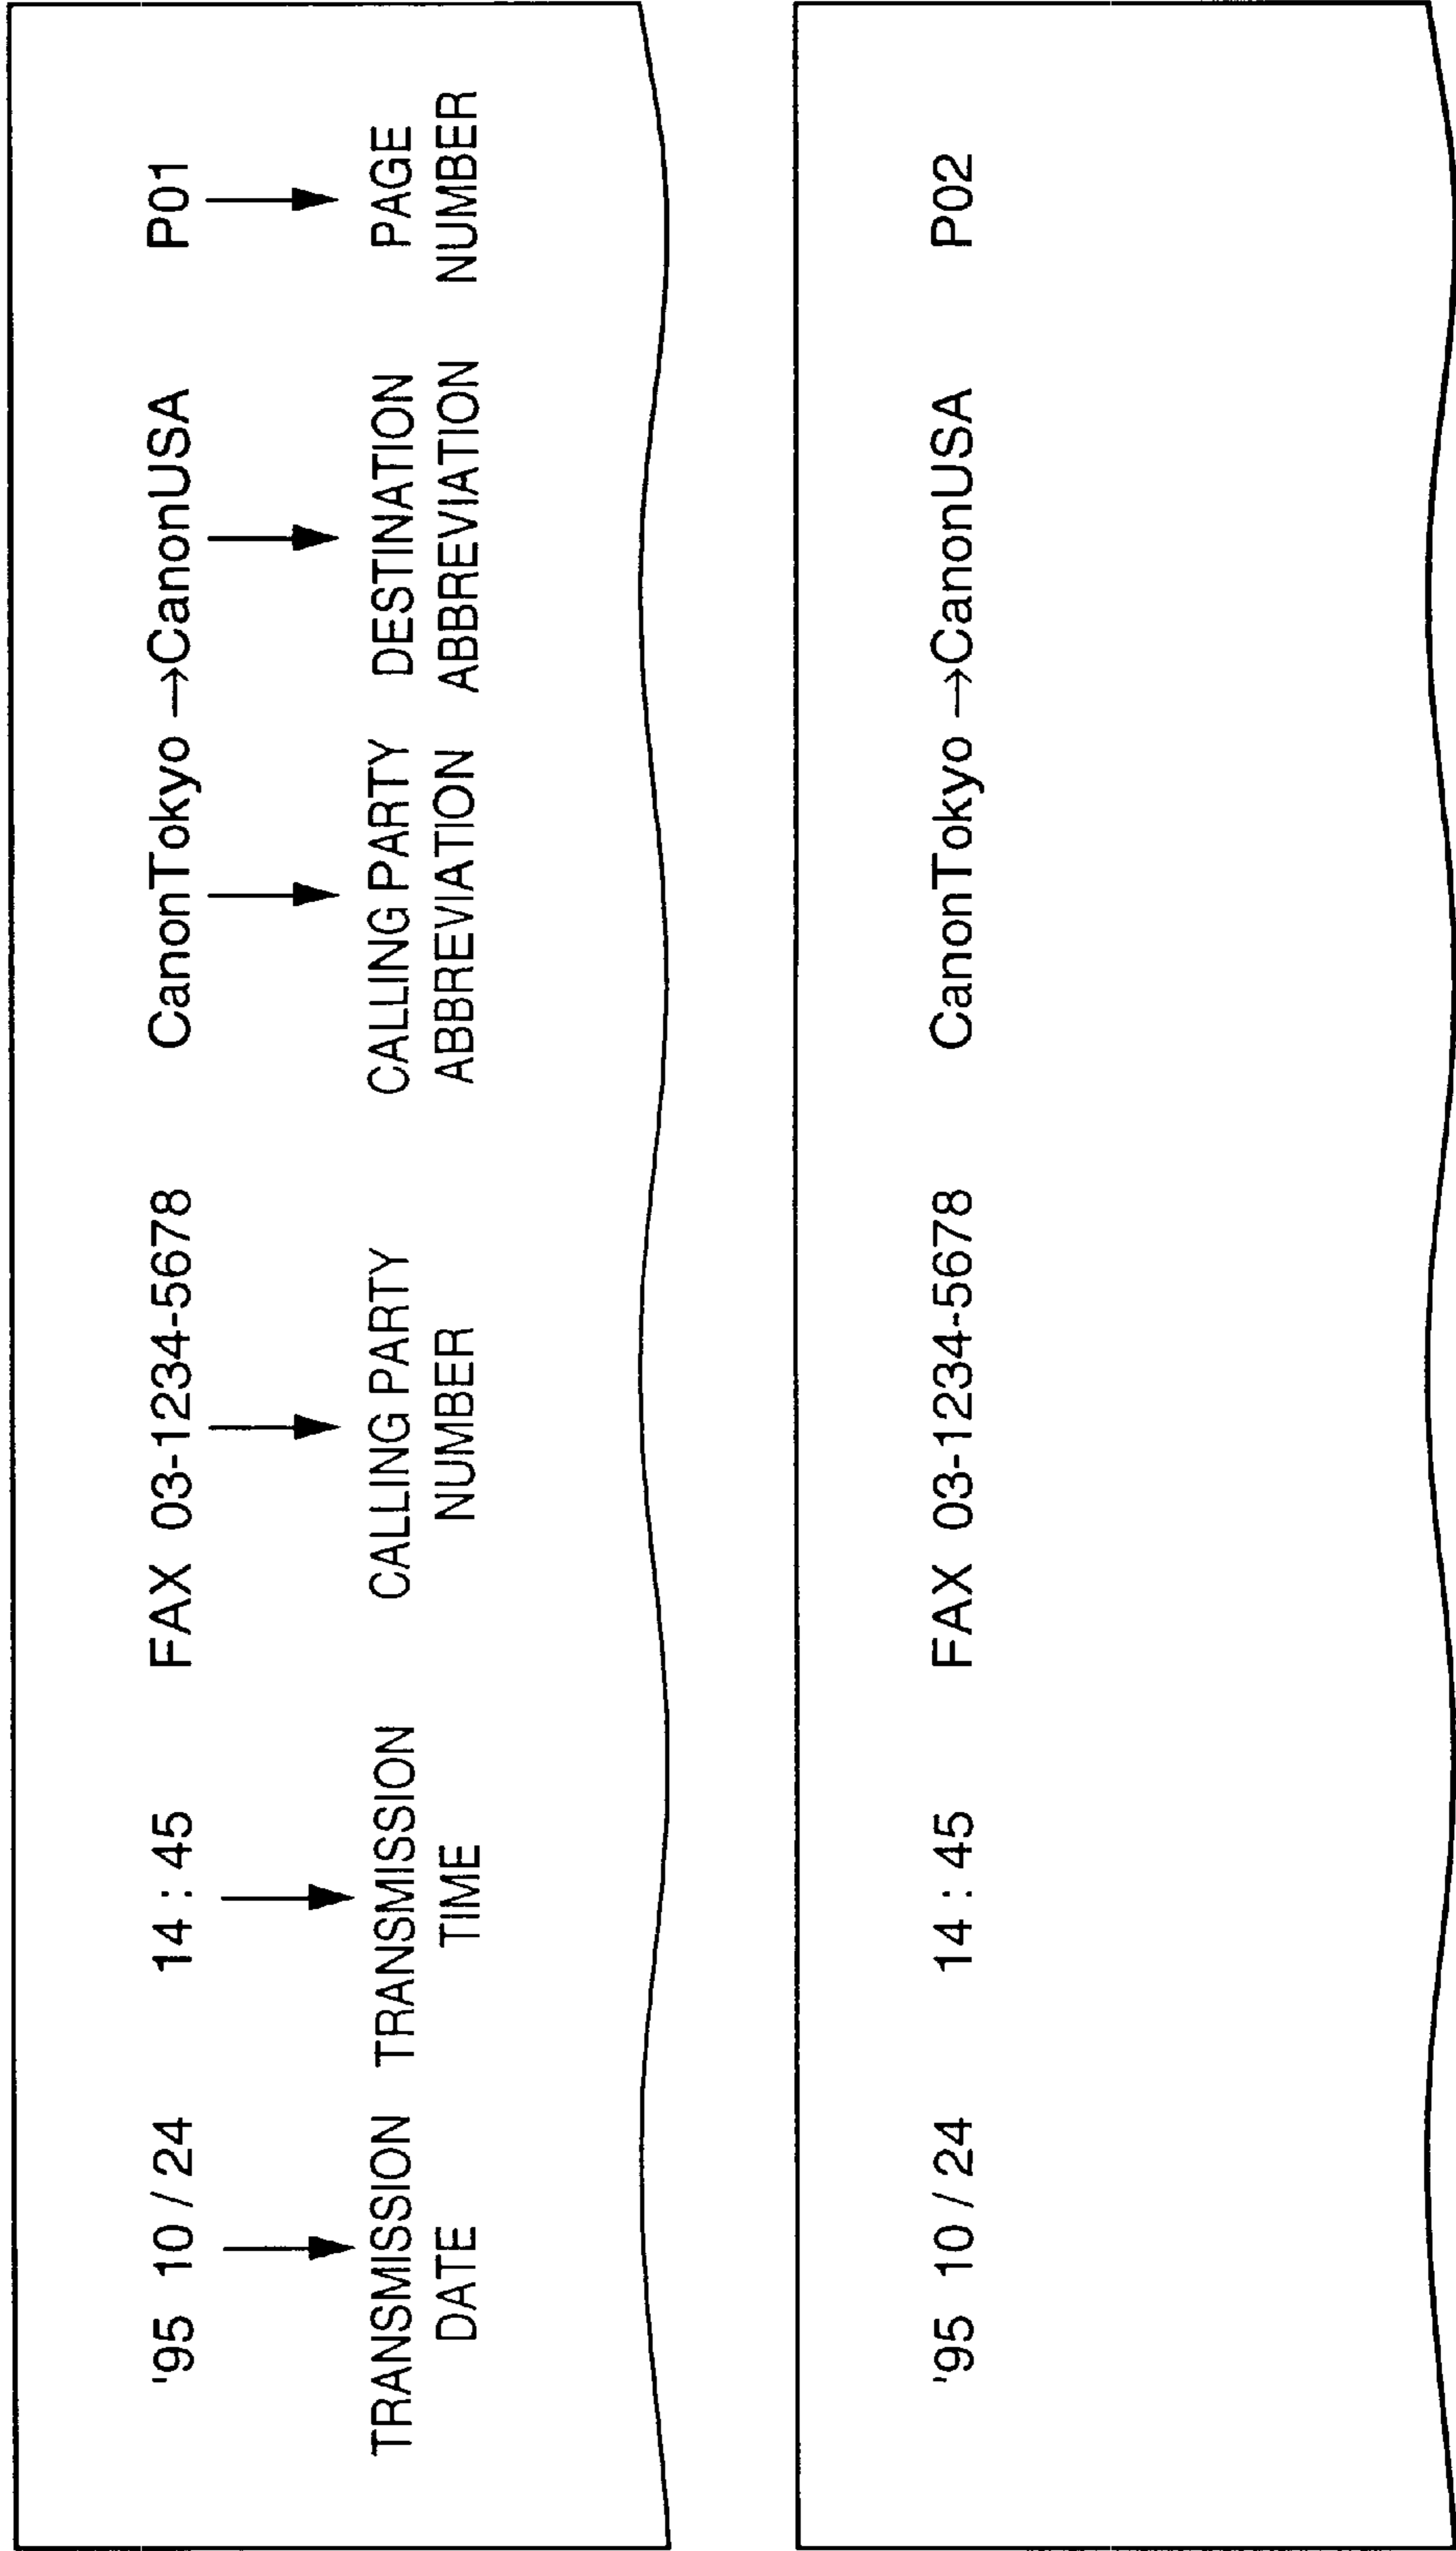 '95 10 / 24 14 : 45 FAX 03-1234-5678 CanonTokyo →CanonUSA P01
TRANSMISSION DATE TRANSMISSION TIME CALLING PARTY NUMBER CALLING PARTY ABBREVIATION DESTINATION ABBREVIATION PAGE NUMBER
'95 10 / 24 14 : 45 FAX 03-1234-5678 CanonTokyo →CanonUSA P02